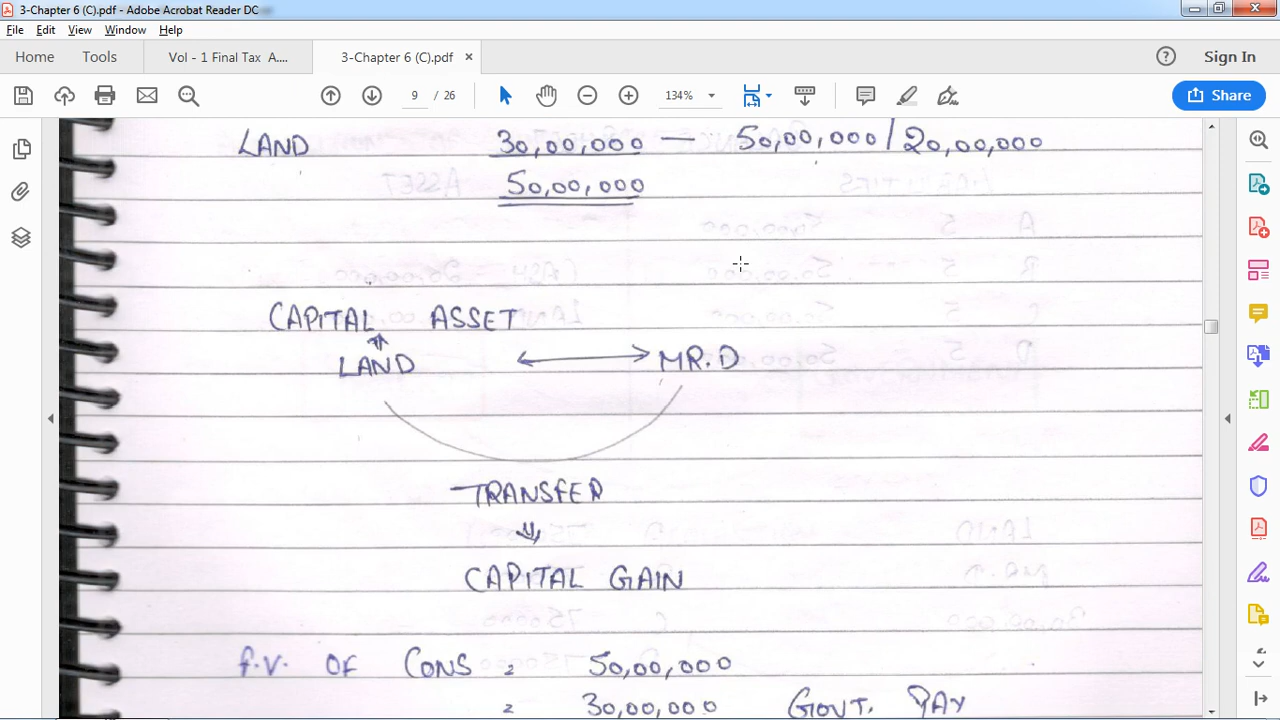 3-Chapter 6 (C).pdf - Adobe Acrobat Reader DC
File Edit View Window Help
Home Tools Vol - 1 Final Tax A.... 3-Chapter 6 (C).pdf × Sign In
9 / 26 134% Share
LAND 30,00,000 — 50,00,000/20,00,000
50,00,000
CAPITAL ASSET
LAND ↔ MR.D
TRANSFER
CAPITAL GAIN
F.V. OF CONS : 50,00,000
: 30,00,000 GOVT. PAY